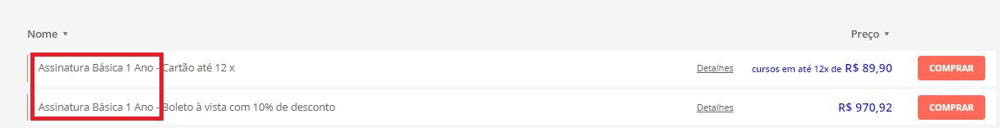 Nome ▼ Preço ▼
Assinatura Básica 1 Ano - Cartão até 12 x Detalhes cursos em até 12x de R$ 89,90 COMPRAR
Assinatura Básica 1 Ano - Boleto à vista com 10% de desconto Detalhes R$ 970,92 COMPRAR